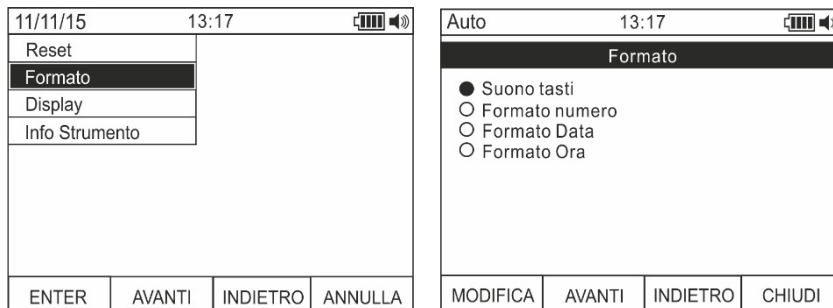 11/11/15 13:17
Reset
Formato
Display
Info Strumento
ENTER AVANTI INDIETRO ANNULLA
Auto 13:17
Formato
Suono tasti
Formato numero
Formato Data
Formato Ora
MODIFICA AVANTI INDIETRO CHIUDI